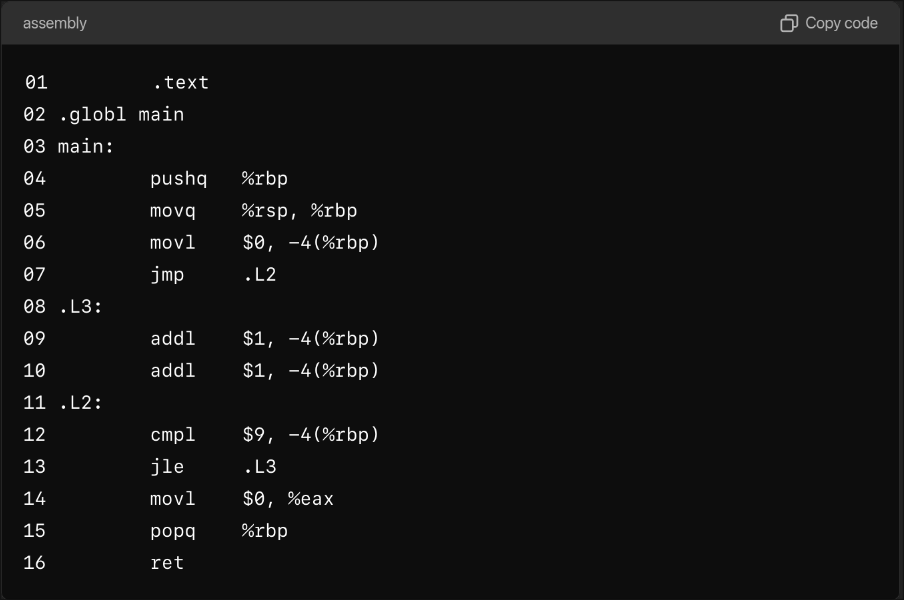 assembly Copy code
01         .text
02 .globl main
03 main:
04         pushq   %rbp
05         movq    %rsp, %rbp
06         movl    $0, -4(%rbp)
07         jmp     .L2
08 .L3:
09         addl    $1, -4(%rbp)
10         addl    $1, -4(%rbp)
11 .L2:
12         cmpl    $9, -4(%rbp)
13         jle     .L3
14         movl    $0, %eax
15         popq    %rbp
16         ret